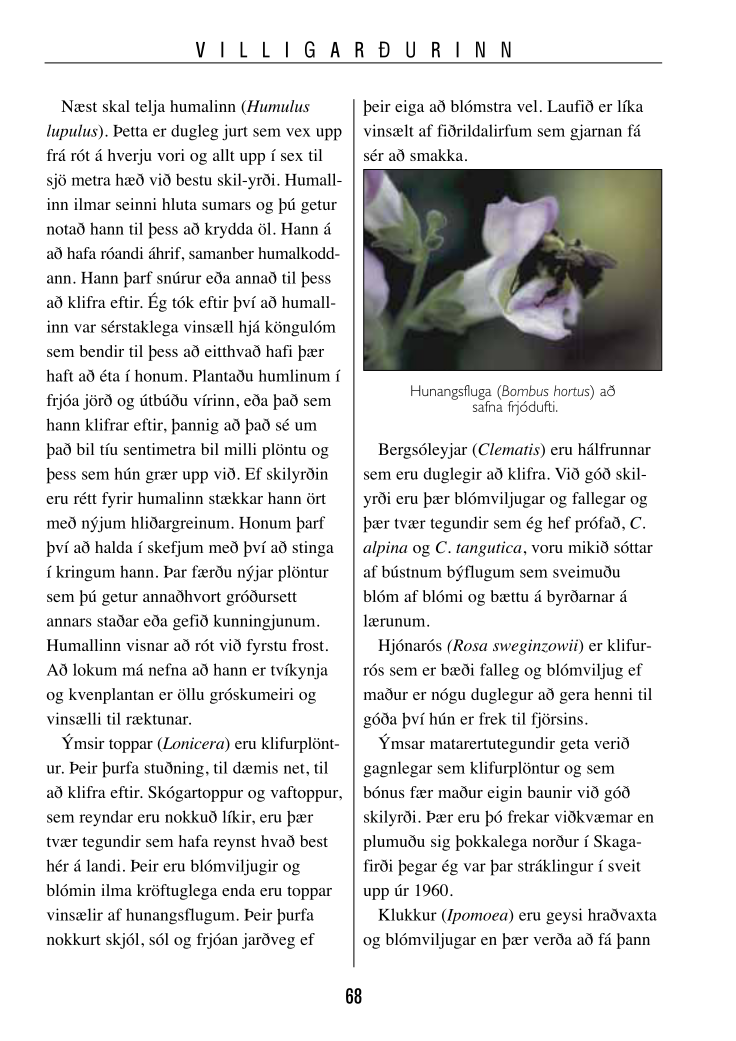 VILLIGARÐURINN
Næst skal telja humalinn (Humulus
lupulus). Þetta er dugleg jurt sem vex upp
frá rót á hverju vori og allt upp í sex til
sjö metra hæð við bestu skil-yrði. Humall-
inn ilmar seinni hluta sumars og þú getur
notað hann til þess að krydda öl. Hann á
að hafa róandi áhrif, samanber humalkodd-
ann. Hann þarf snúrur eða annað til þess
að klifra eftir. Ég tók eftir því að humall-
inn var sérstaklega vinsæll hjá köngulóm
sem bendir til þess að eitthvað hafi þær
haft að éta í honum. Plantaðu humlinum í
frjóa jörð og útbúðu vírinn, eða það sem
hann klifrar eftir, þannig að það sé um
það bil tíu sentimetra bil milli plöntu og
þess sem hún grær upp við. Ef skilyrðin
eru rétt fyrir humalinn stækkar hann ört
með nýjum hliðargreinum. Honum þarf
því að halda í skefjum með því að stinga
í kringum hann. Þar færðu nýjar plöntur
sem þú getur annaðhvort gróðursett
annars staðar eða gefið kunningjunum.
Humallinn visnar að rót við fyrstu frost.
Að lokum má nefna að hann er tvíkynja
og kvenplantan er öllu gróskumeiri og
vinsælli til ræktunar.
Ýmsir toppar (Lonicera) eru klifurplönt-
ur. Þeir þurfa stuðning, til dæmis net, til
að klifra eftir. Skógartoppur og vaftoppur,
sem reyndar eru nokkuð líkir, eru þær
tvær tegundir sem hafa reynst hvað best
hér á landi. Þeir eru blómviljugir og
blómin ilma kröftuglega enda eru toppar
vinsælir af hunangsflugum. Þeir þurfa
nokkurt skjól, sól og frjóan jarðveg ef
þeir eiga að blómstra vel. Laufið er líka
vinsælt af fiðrildalirfum sem gjarnan fá
sér að smakka.
Hunangsfluga (Bombus hortus) að
safna frjódufti.
Bergsóleyjar (Clematis) eru hálfrunnar
sem eru duglegir að klifra. Við góð skil-
yrði eru þær blómviljugar og fallegar og
þær tvær tegundir sem ég hef prófað, C.
alpina og C. tangutica, voru mikið sóttar
af bústnum býflugum sem sveimuðu
blóm af blómi og bættu á byrðarnar á
lærunum.
Hjónarós (Rosa sweginzowii) er klifur-
rós sem er bæði falleg og blómviljug ef
maður er nógu duglegur að gera henni til
góða því hún er frek til fjörsins.
Ýmsar matarertutegundir geta verið
gagnlegar sem klifurplöntur og sem
bónus fær maður eigin baunir við góð
skilyrði. Þær eru þó frekar viðkvæmar en
plumuðu sig þokkalega norður í Skaga-
firði þegar ég var þar stráklingur í sveit
upp úr 1960.
Klukkur (Ipomoea) eru geysi hraðvaxta
og blómviljugar en þær verða að fá þann
68